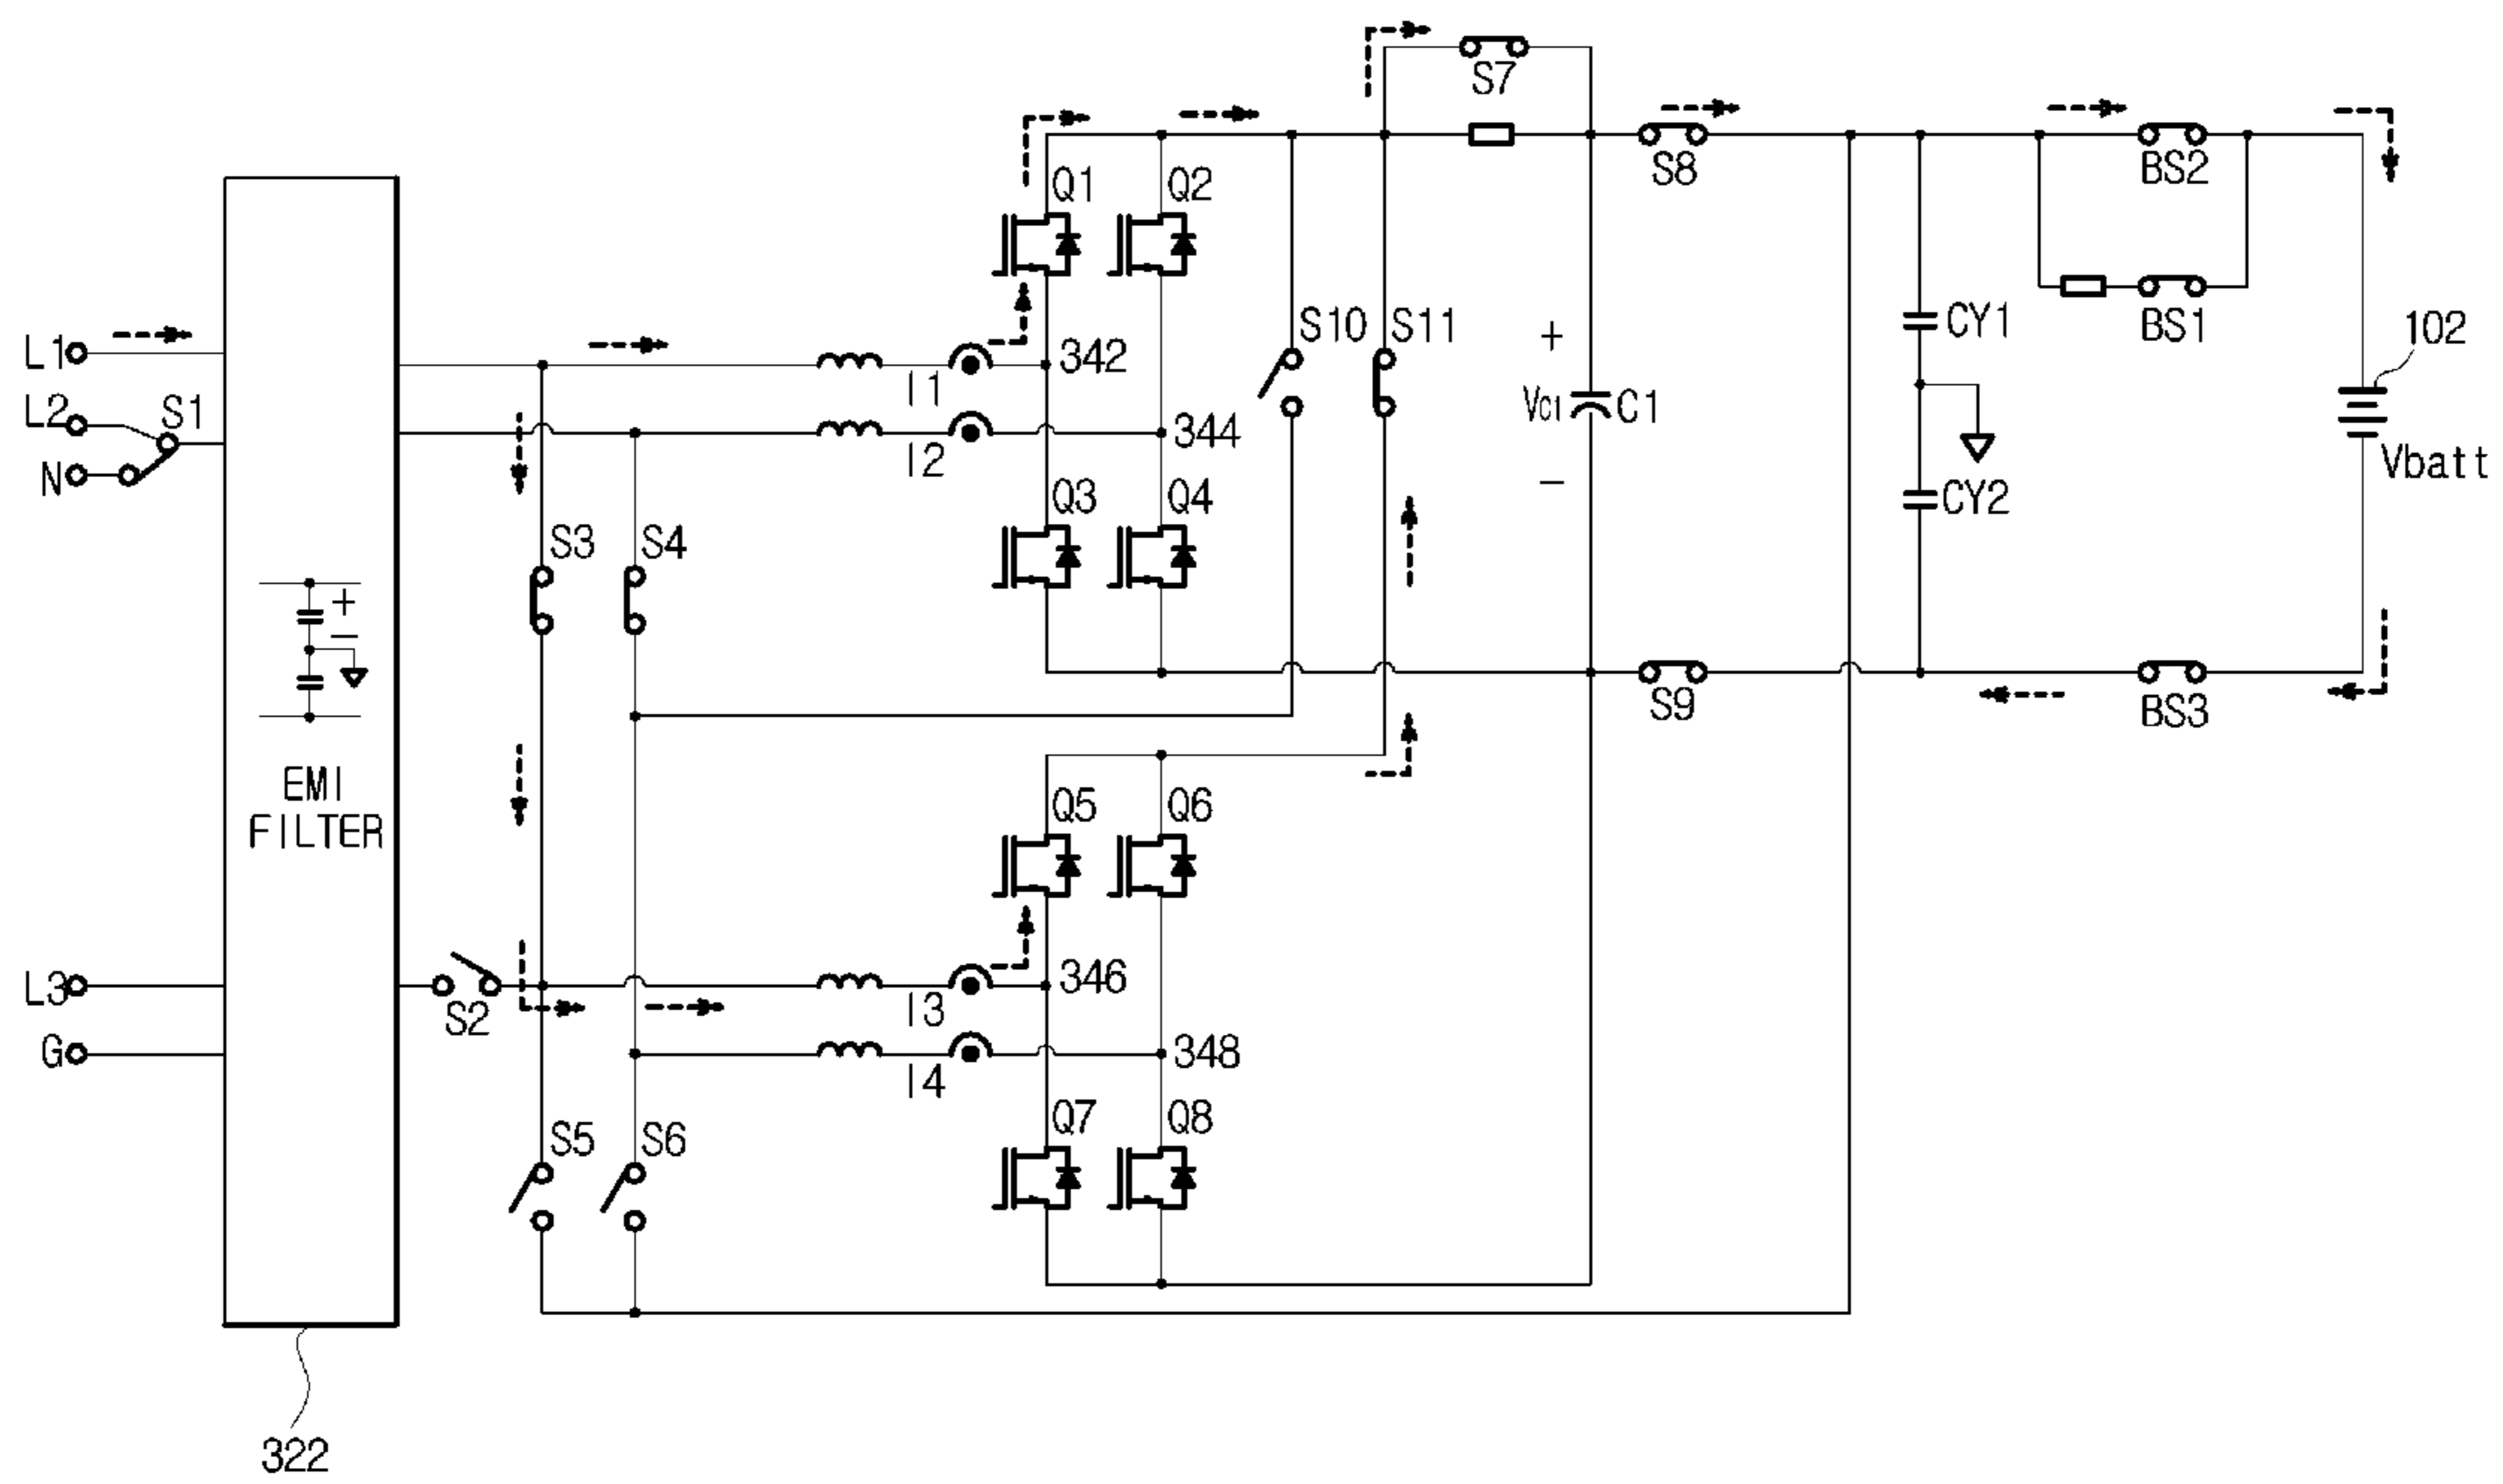 S7
S8
BS2
Q1
Q2
L1
L2
S1
N
I1
342
S10
S11
CY1
BS1
102
I2
344
+
VC1
C1
−
Vbatt
Q3
Q4
CY2
S3
S4
+
−
S9
BS3
EMI
FILTER
Q5
Q6
L3
S2
I3
346
G
I4
348
Q7
Q8
S5
S6
322